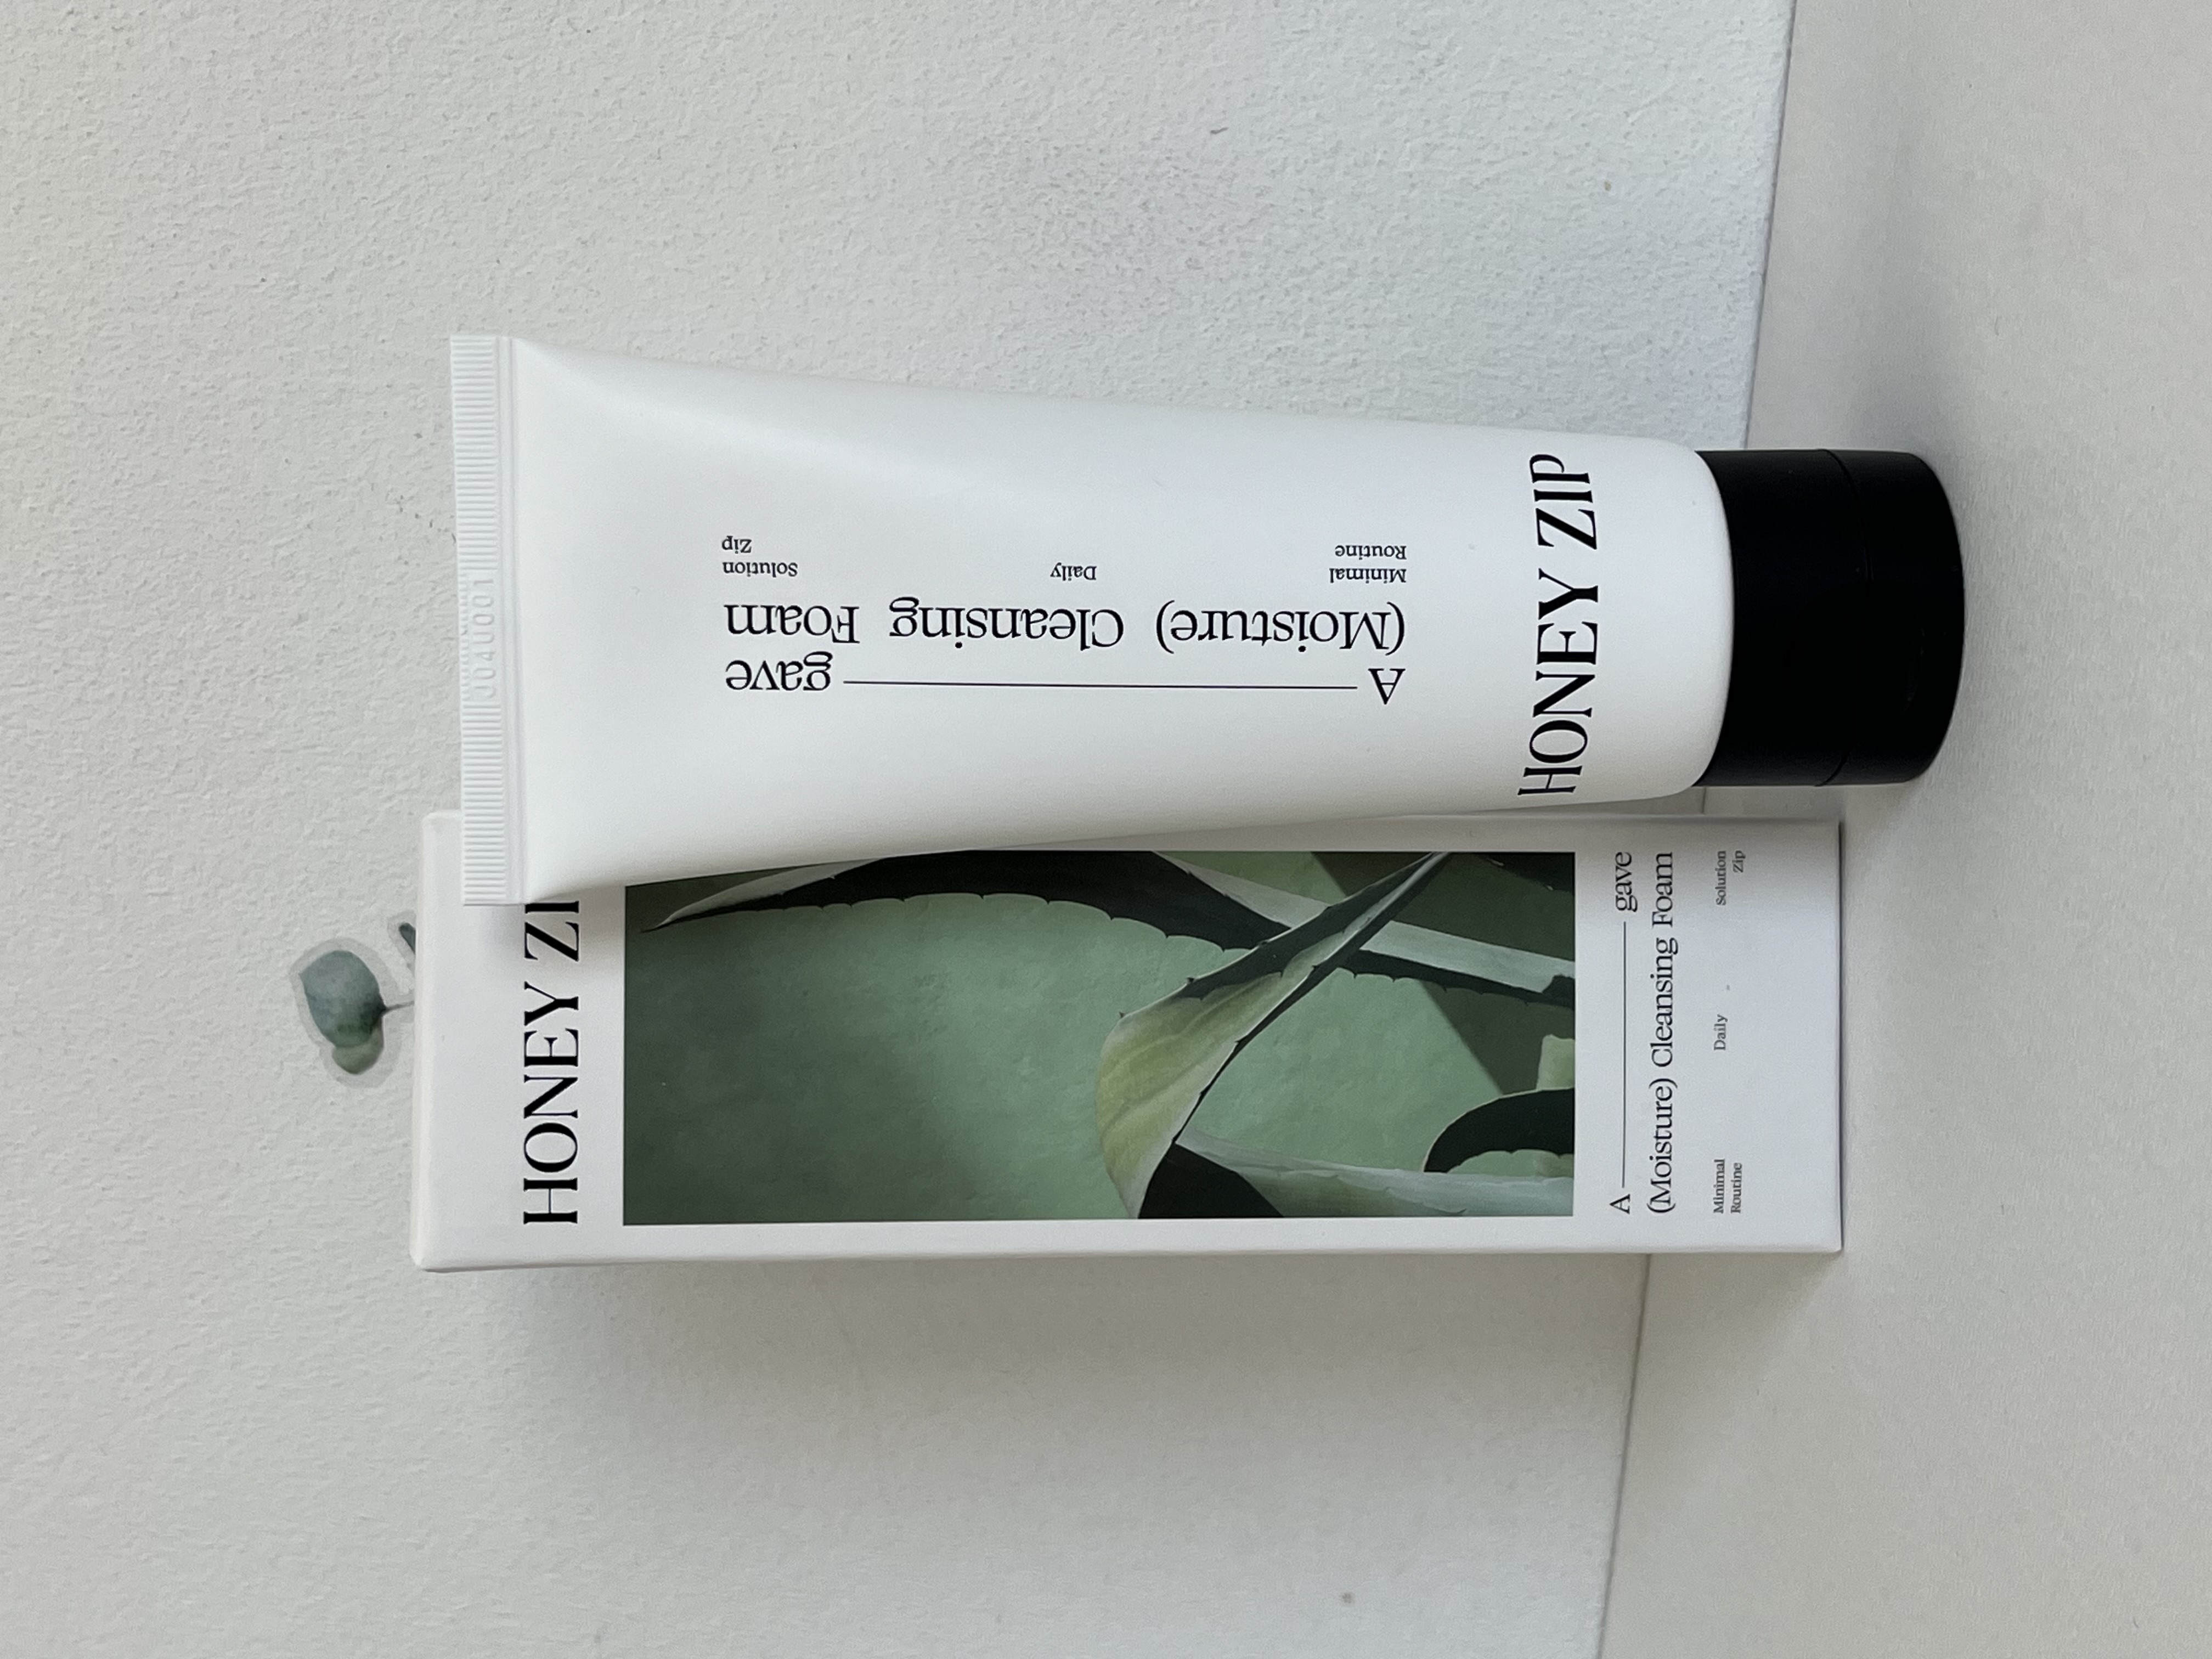 HONEY ZI
A gave
(Moisture) Cleansing Foam
Minimal Daily Solution
Routine Zip
J04U001
A gave
(Moisture) Cleansing Foam
Minimal Daily Solution
Routine Zip
HONEY ZIP